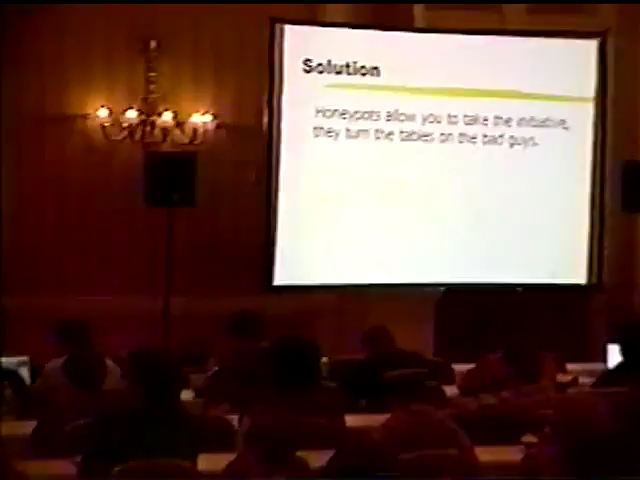 Solution
Honeypots allow you to take the initiative,
they turn the tables on the bad guys.